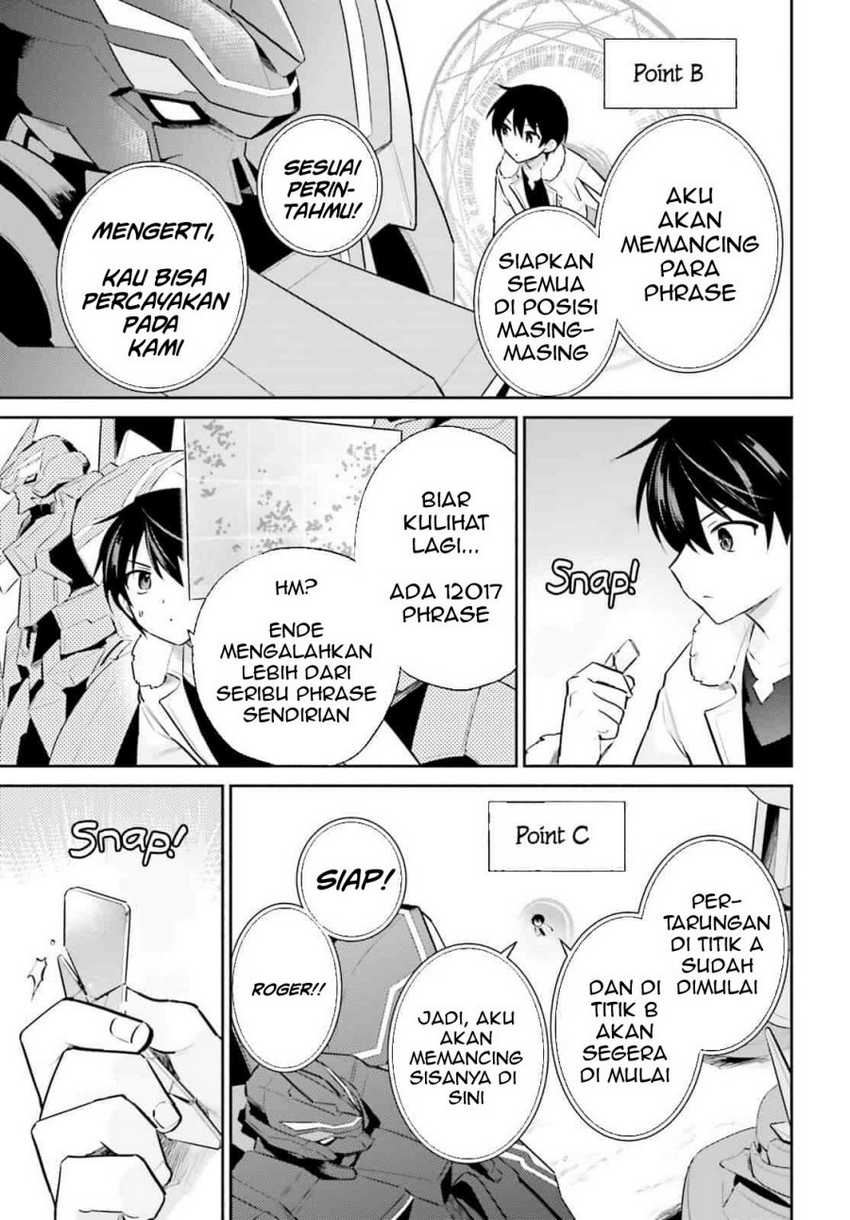 Point B
AKU
AKAN
MEMANCING
PARA
PHRASE
SIAPKAN
SEMUA
DI POSISI
MASING-
MASING
SESUAI
PERIN-
TAHMU!
MENGERTI,
KAU BISA
PERCAYAKAN
PADA
KAMI
Snap!
BIAR
KULIHAT
LAGI...
ADA 12017
PHRASE
HM?
ENDE
MENGALAHKAN
LEBIH DARI
SERIBU PHRASE
SENDIRIAN
Snap!
Point C
PER-
TARUNGAN
DI TITIK A
SUDAH
DIMULAI
DAN DI
TITIK B
AKAN
SEGERA
DI MULAI
JADI, AKU
AKAN
MEMANCING
SISANYA DI
SINI
SIAP!
ROGER!!